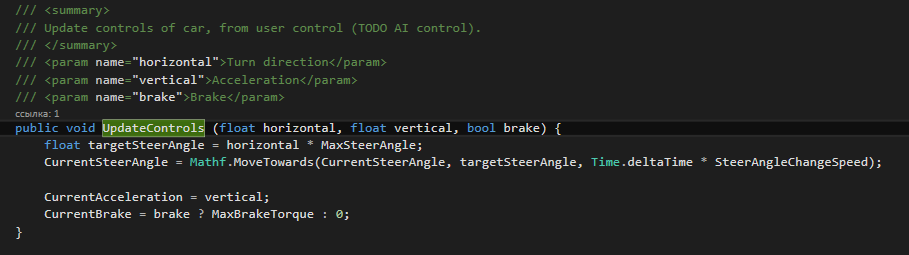 /// <summary>
/// Update controls of car, from user control (TODO AI control).
/// </summary>
/// <param name="horizontal">Turn direction</param>
/// <param name="vertical">Acceleration</param>
/// <param name="brake">Brake</param>
ссылка: 1
public void UpdateControls (float horizontal, float vertical, bool brake) {
float targetSteerAngle = horizontal * MaxSteerAngle;
CurrentSteerAngle = Mathf.MoveTowards(CurrentSteerAngle, targetSteerAngle, Time.deltaTime * SteerAngleChangeSpeed);
CurrentAcceleration = vertical;
CurrentBrake = brake ? MaxBrakeTorque : 0;
}